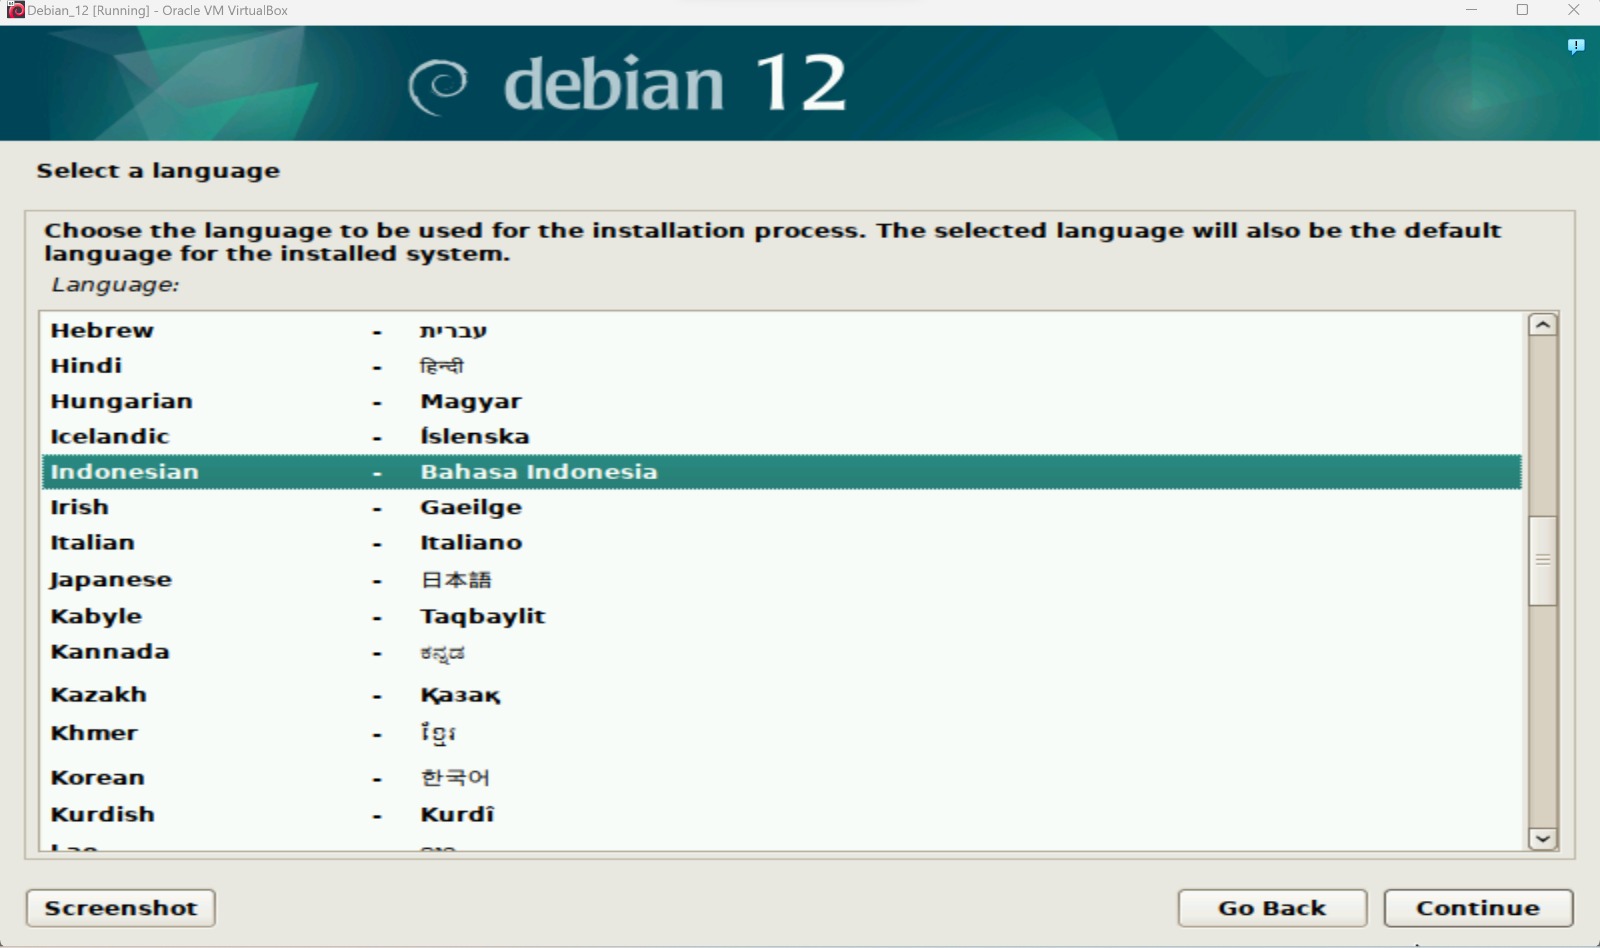 Debian_12 [Running] - Oracle VM VirtualBox
debian 12
Select a language
Choose the language to be used for the installation process. The selected language will also be the default
language for the installed system.
Language:
Hebrew - עברית
Hindi - हिन्दी
Hungarian - Magyar
Icelandic - Íslenska
Indonesian - Bahasa Indonesia
Irish - Gaeilge
Italian - Italiano
Japanese - 日本語
Kabyle - Taqbaylit
Kannada - ಕನ್ನಡ
Kazakh - Қазақ
Khmer - ខ្មែរ
Korean - 한국어
Kurdish - Kurdî
Screenshot
Go Back
Continue